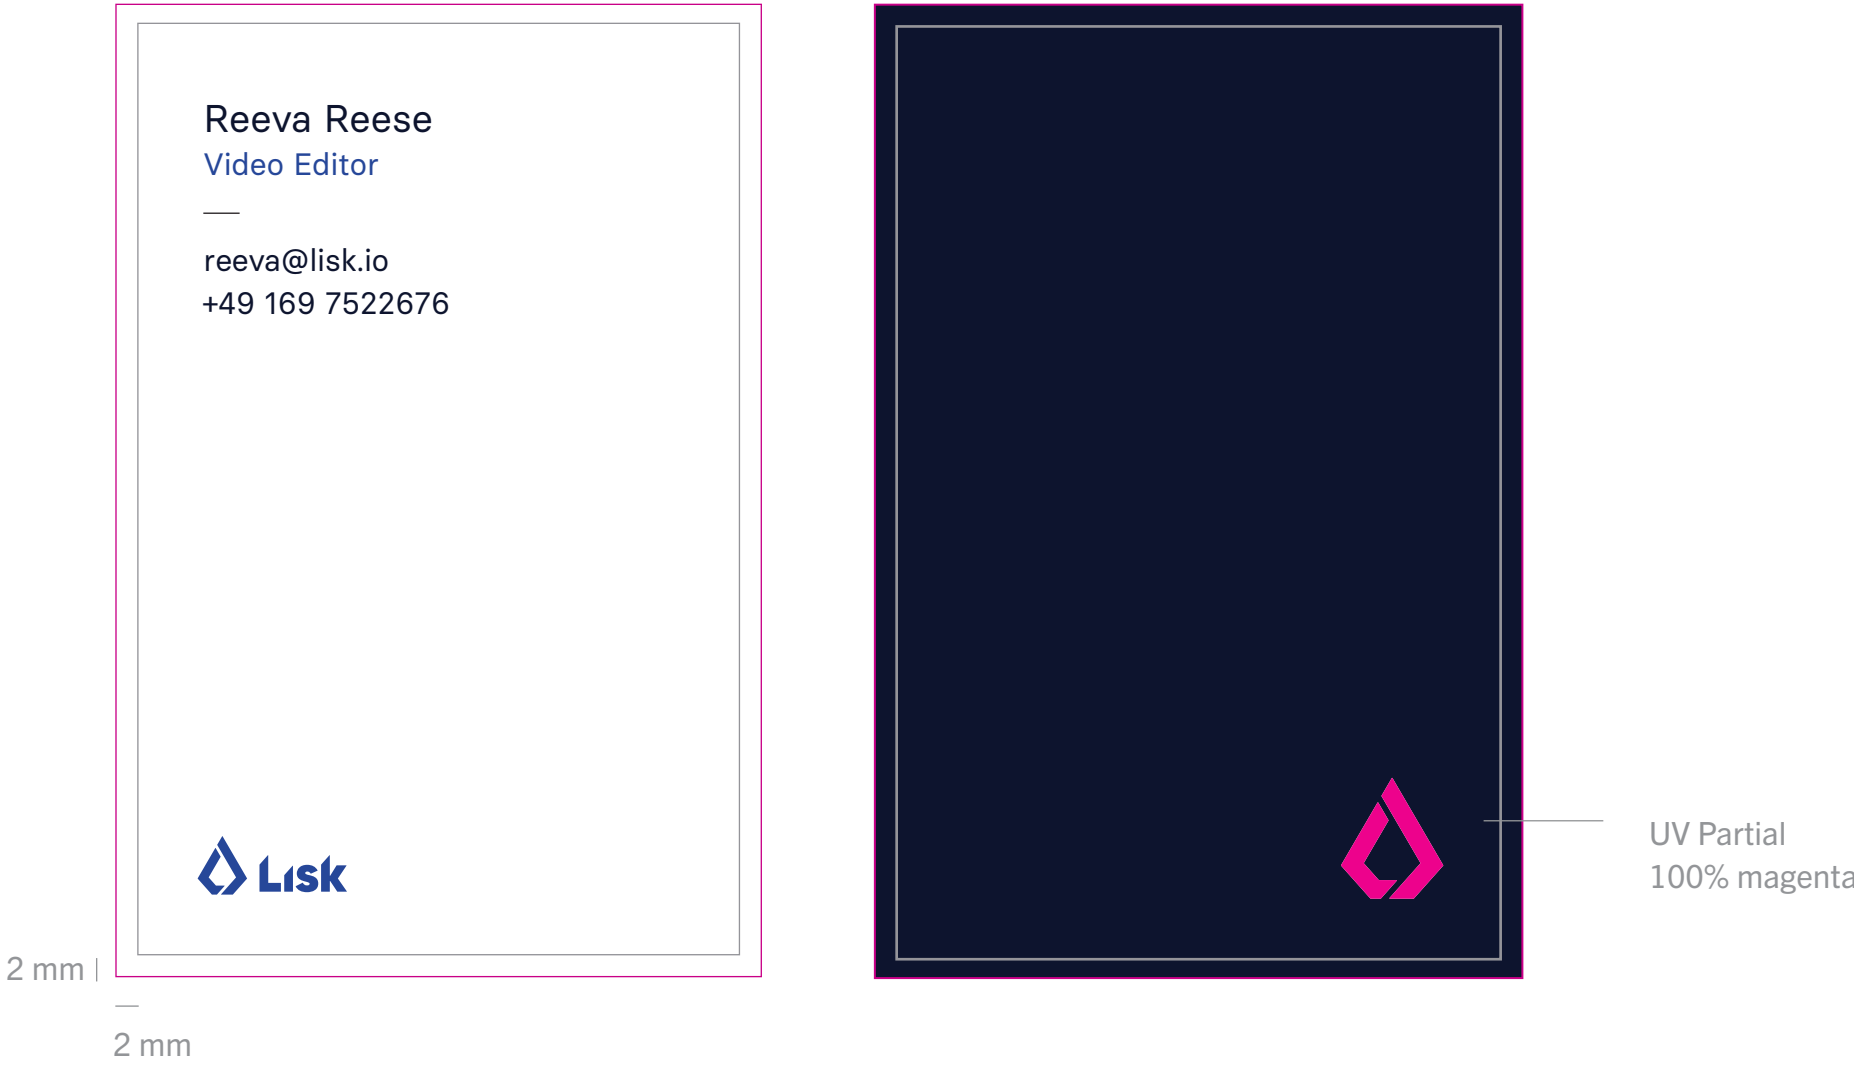 Reeva Reese
Video Editor
reeva@lisk.io
+49 169 7522676
Lisk
2 mm
2 mm
UV Partial
100% magenta